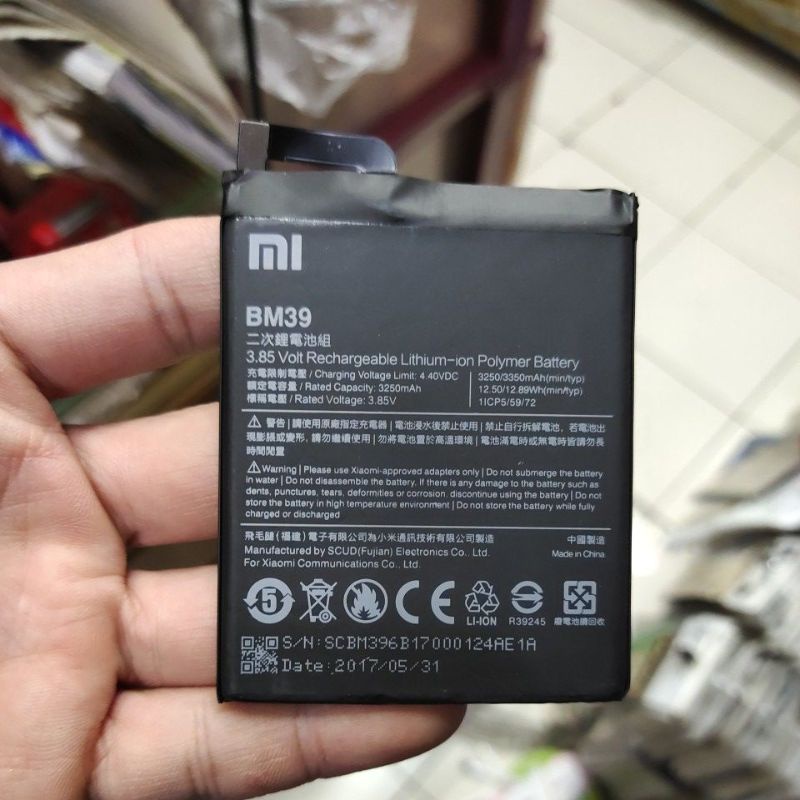 mi
BM39
二次鋰電池組
3.85 Volt Rechargeable Lithium-ion Polymer Battery
充電限制電壓 / Charging Voltage Limit: 4.40VDC 3250/3350mAh(min/typ)
額定電容量 / Rated Capacity: 3250mAh 12.50/12.89Wh(min/typ)
標稱電壓 / Rated Voltage: 3.85V 1ICP5/59/72
警告 | 請使用原廠指定充電器 | 電池浸水後禁止使用 | 禁止自行拆解電池，若電池出
現膨脹或變形，請勿繼續使用 | 勿將電池置於高溫環境 | 電池滿電時或無電時皆請勿長
時間閒置
Warning | Please use Xiaomi-approved adapters only | Do not submerge the battery
in water | Do not disassemble the battery. If there is any damage to the battery such as
dents, punctures, tears, deformities or corrosion, discontinue using the battery | Do not
store the battery in high temperature environment | Do not store the battery while fully
charged or discharged
飛毛腿（福建）電子有限公司為小米通訊技術有限公司製造 中國製造
Manufactured by SCUD(Fujian) Electronics Co., Ltd. Made in China
For Xiaomi Communications Co., Ltd.
5 CE LI-ION R39245 廢電池請回收
S/N: SCBM396B17000124AE1A
Date: 2017/05/31